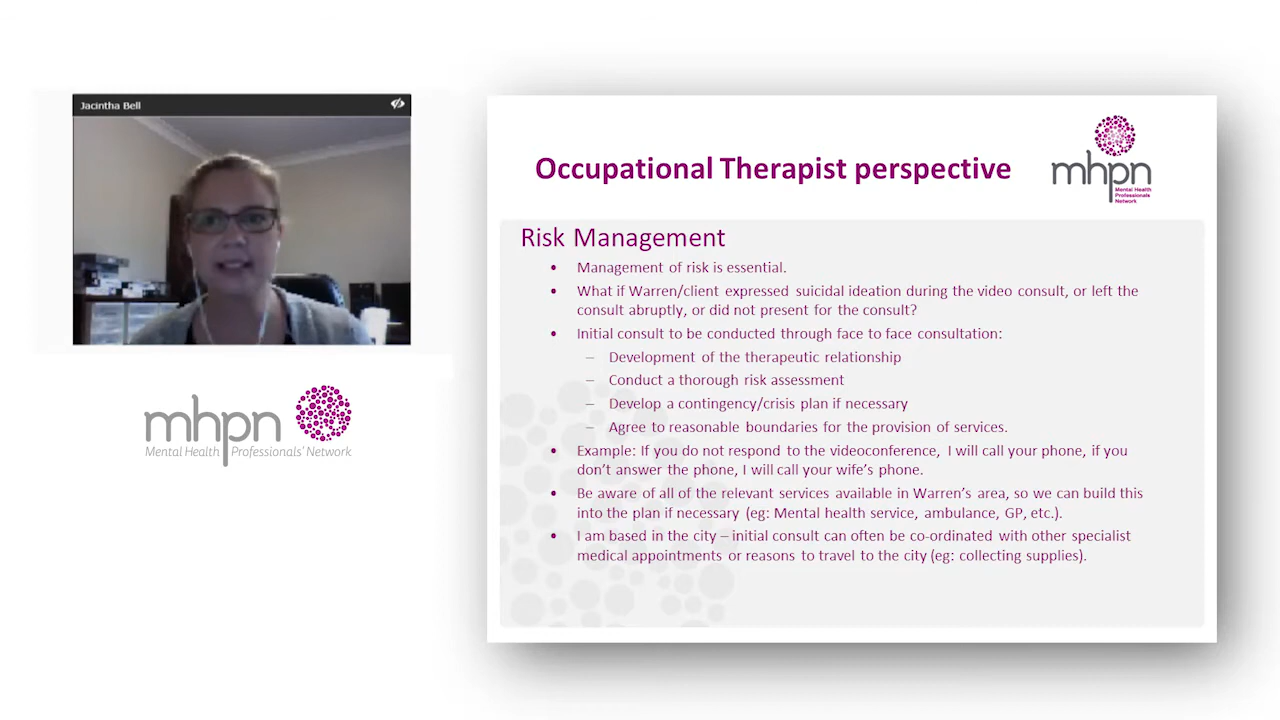 Jacintha Bell
mhpn
Mental Health Professionals' Network
Occupational Therapist perspective
mhpn
Mental Health
Professionals
Network
Risk Management
• Management of risk is essential.
• What if Warren/client expressed suicidal ideation during the video consult, or left the
consult abruptly, or did not present for the consult?
• Initial consult to be conducted through face to face consultation:
– Development of the therapeutic relationship
– Conduct a thorough risk assessment
– Develop a contingency/crisis plan if necessary
– Agree to reasonable boundaries for the provision of services.
• Example: If you do not respond to the videoconference, I will call your phone, if you
don't answer the phone, I will call your wife's phone.
• Be aware of all of the relevant services available in Warren's area, so we can build this
into the plan if necessary (eg: Mental health service, ambulance, GP, etc.).
• I am based in the city – initial consult can often be co-ordinated with other specialist
medical appointments or reasons to travel to the city (eg: collecting supplies).